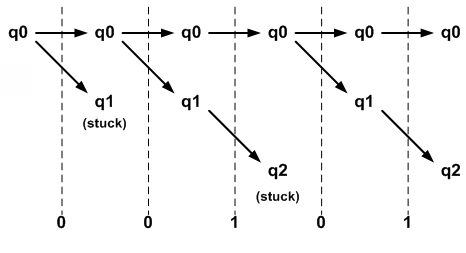 q0 q0 q0 q0 q0 q0
q1 q1 q1
(stuck)
q2 q2
(stuck)
0 0 1 0 1